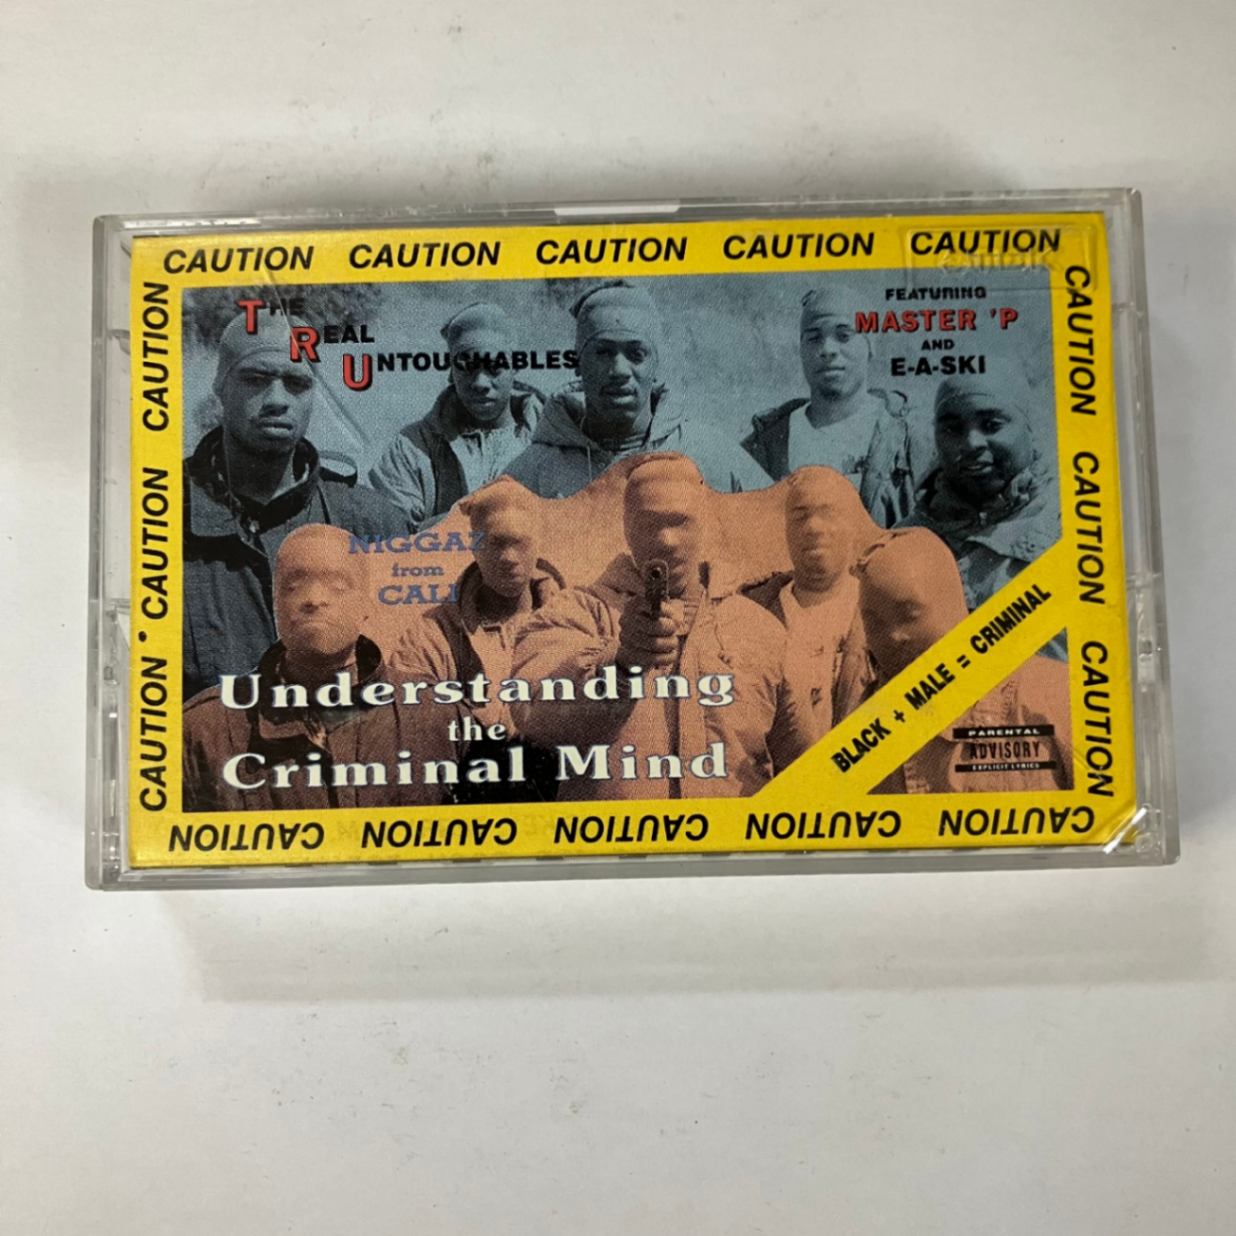 CAUTION CAUTION CAUTION CAUTION CAUTION
THE
REAL
UNTOUCHABLES
FEATURING
MASTER 'P
AND
E-A-SKI
NIGGAZ
from
CALI
Understanding
the
Criminal Mind
BLACK + MALE = CRIMINAL
PARENTAL
ADVISORY
EXPLICIT LYRICS
CAUTION CAUTION CAUTION
CAUTION CAUTION CAUTION CAUTION CAUTION
CAUTION * CAUTION CAUTION